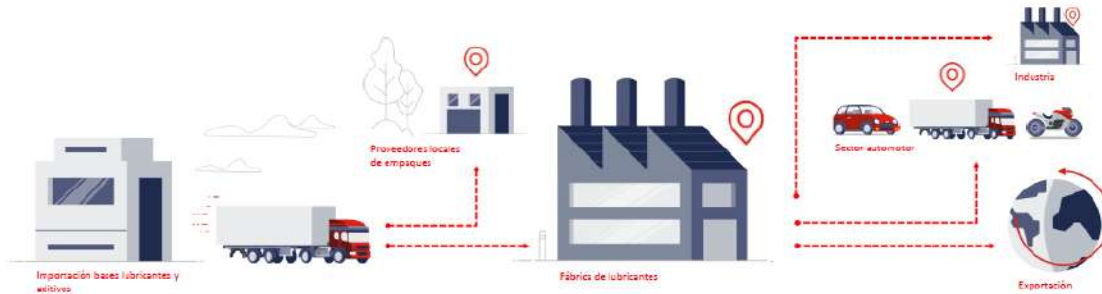 Industria
Sector automotor
Proveedores locales
de empaques
Importación bases lubricantes y
aditivos
Fábrica de lubricantes
Exportación